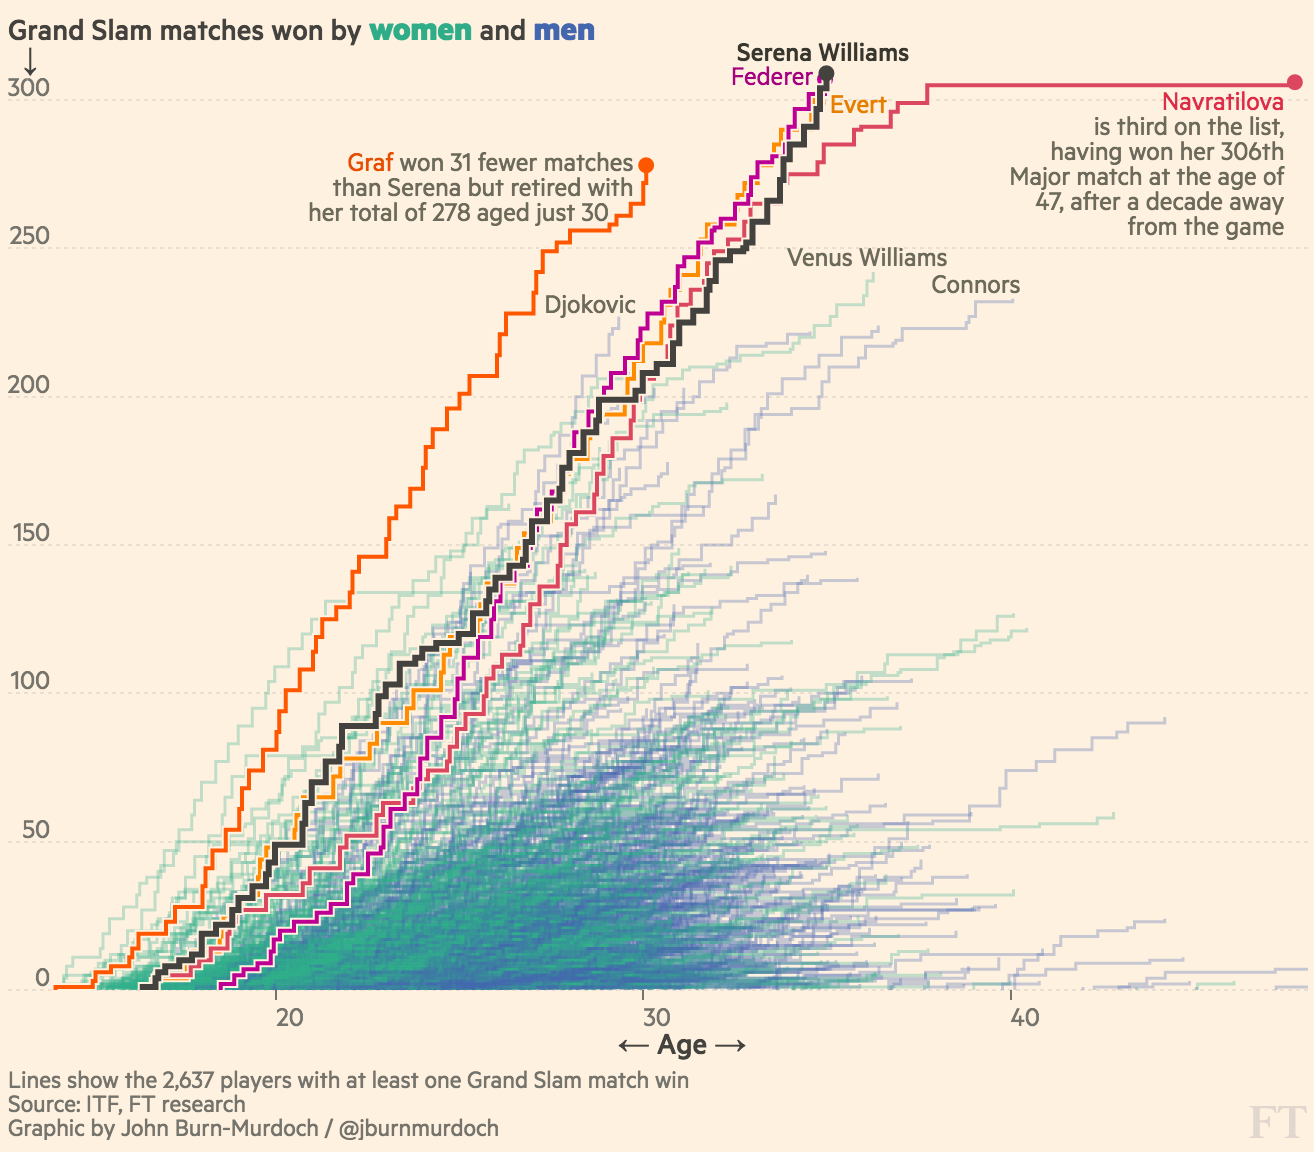 Grand Slam matches won by women and men
↓
Serena Williams
Federer
300
Evert
Navratilova
is third on the list,
having won her 306th
Major match at the age of
47, after a decade away
from the game
Graf won 31 fewer matches
than Serena but retired with
her total of 278 aged just 30
250
Venus Williams
Connors
Djokovic
200
150
100
50
0
20 30 40
← Age →
Lines show the 2,637 players with at least one Grand Slam match win
Source: ITF, FT research
Graphic by John Burn-Murdoch / @jburnmurdoch
FT